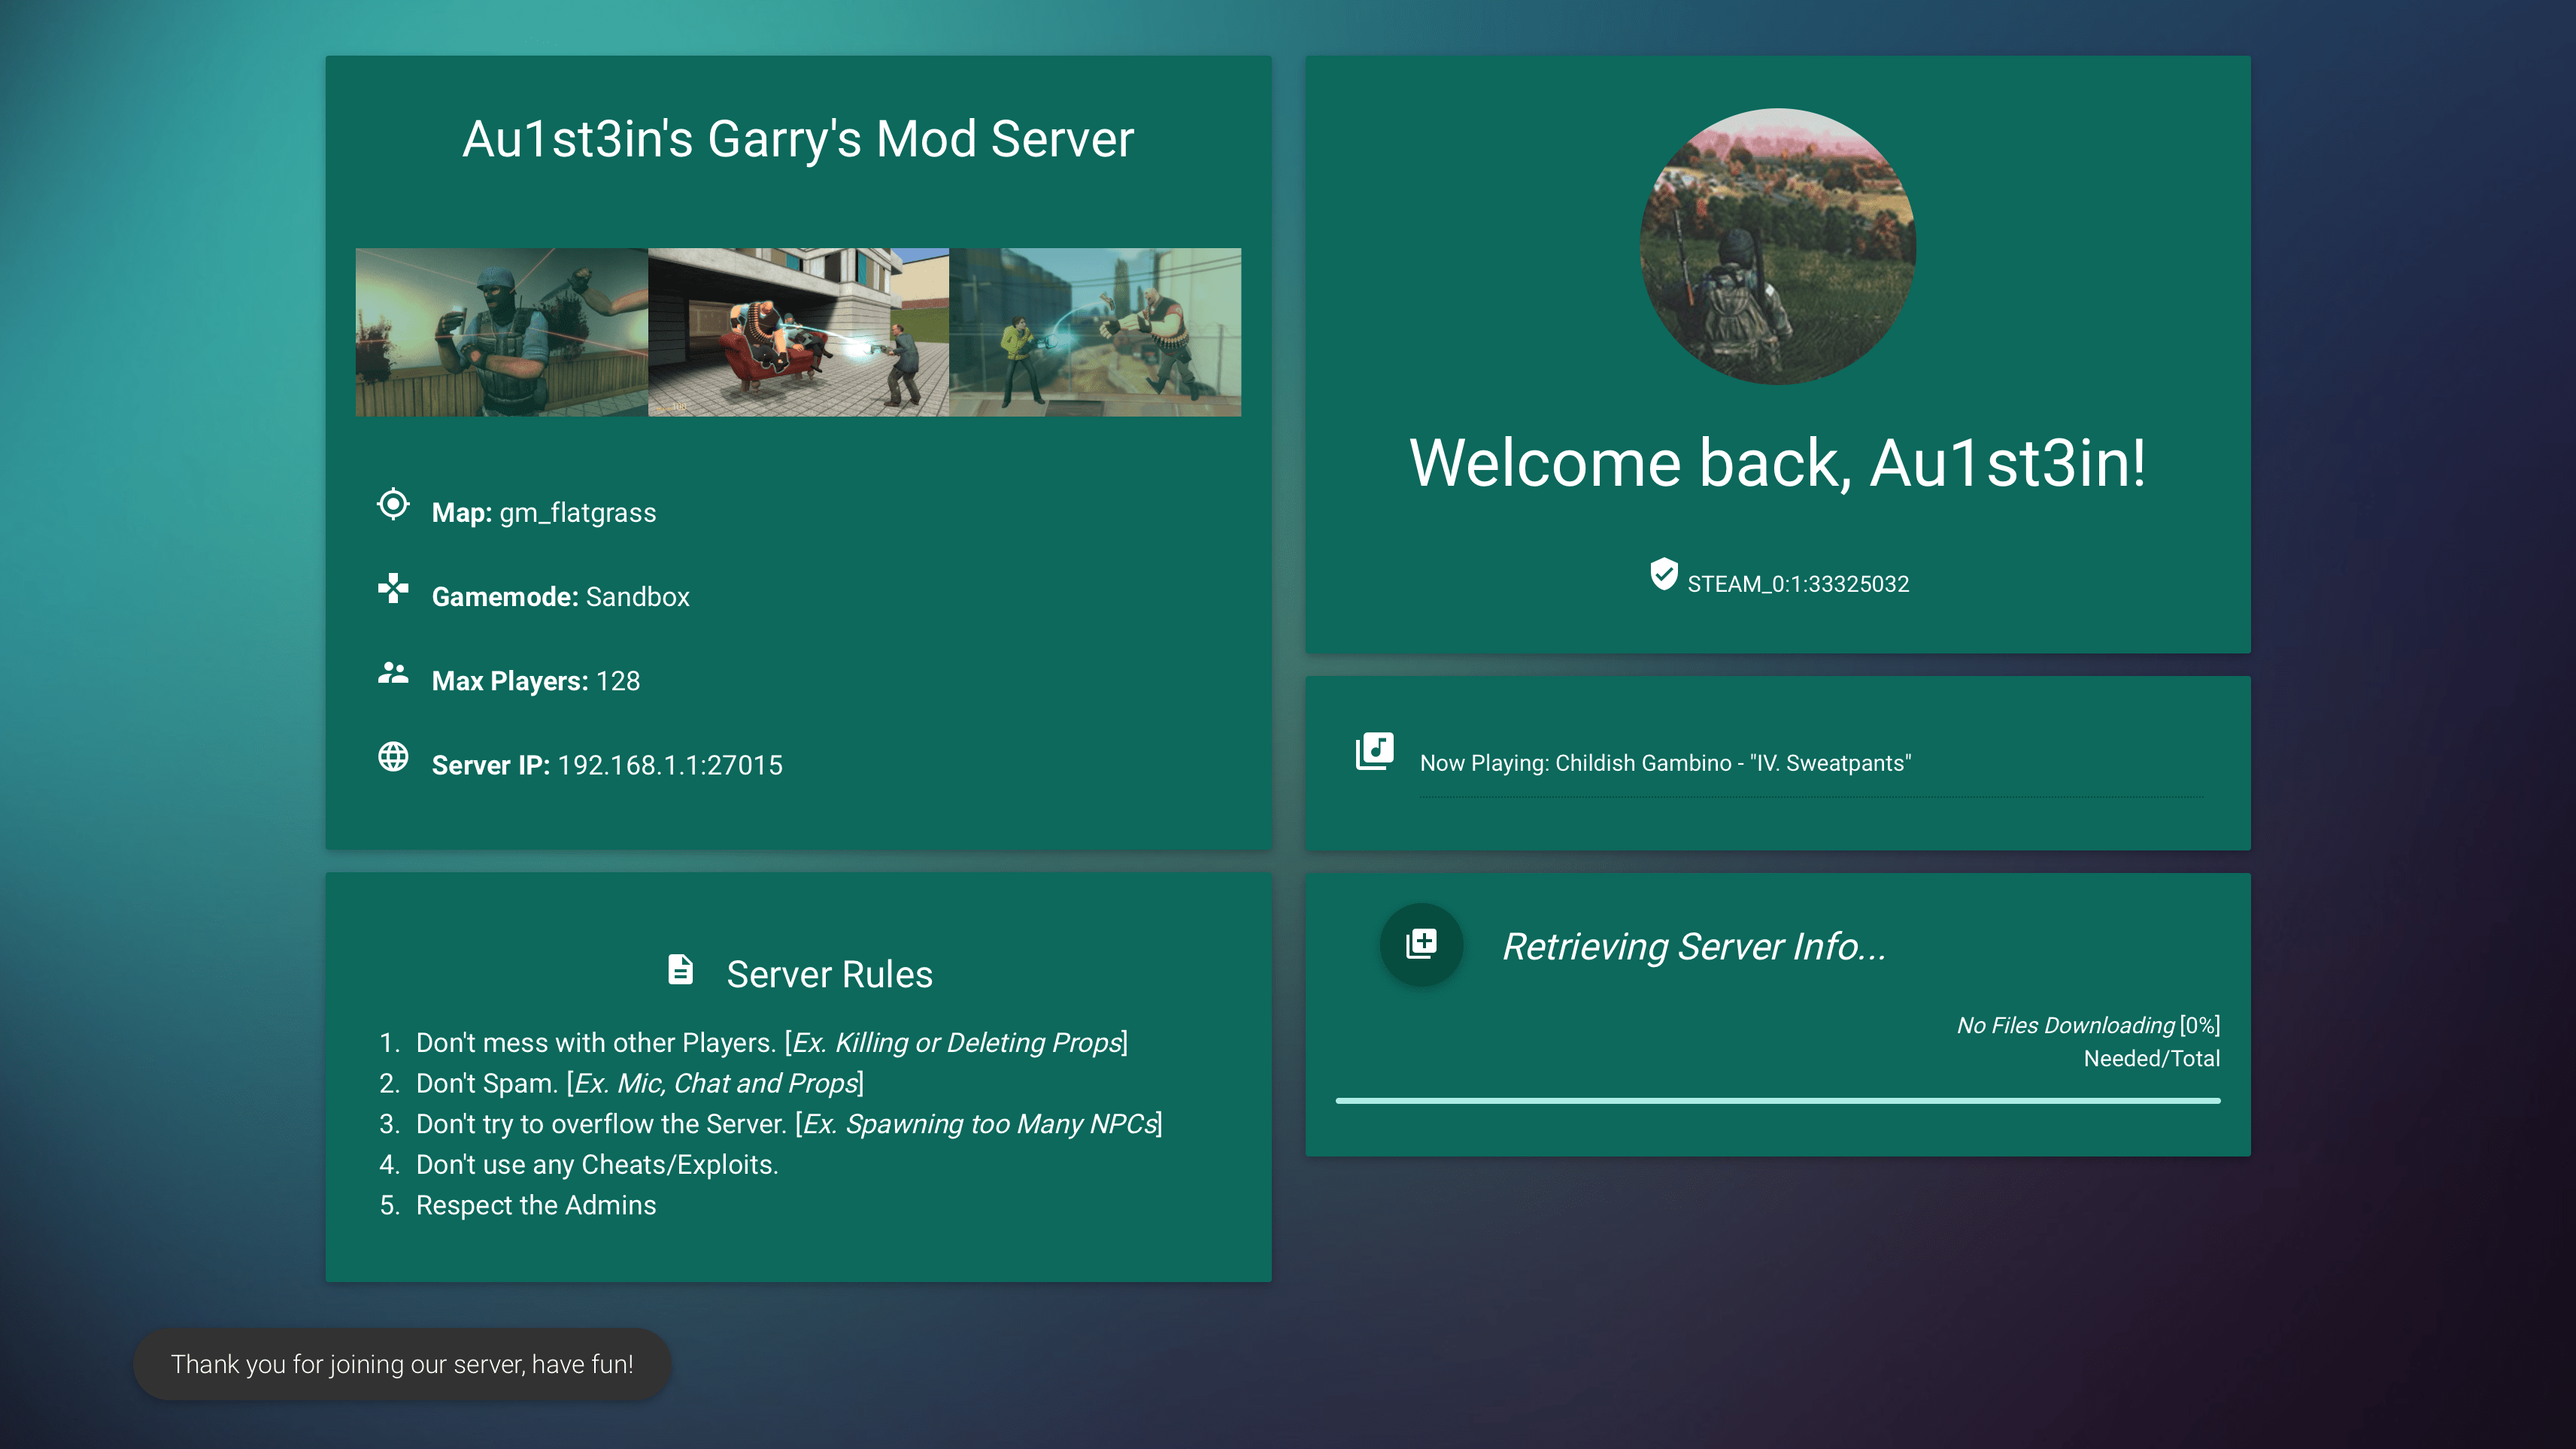 Au1st3in's Garry's Mod Server
Map: gm_flatgrass
Gamemode: Sandbox
Max Players: 128
Server IP: 192.168.1.1:27015
Server Rules
1. Don't mess with other Players. [Ex. Killing or Deleting Props]
2. Don't Spam. [Ex. Mic, Chat and Props]
3. Don't try to overflow the Server. [Ex. Spawning too Many NPCs]
4. Don't use any Cheats/Exploits.
5. Respect the Admins
Welcome back, Au1st3in!
STEAM_0:1:33325032
Now Playing: Childish Gambino - "IV. Sweatpants"
Retrieving Server Info...
No Files Downloading [0%]
Needed/Total
Thank you for joining our server, have fun!